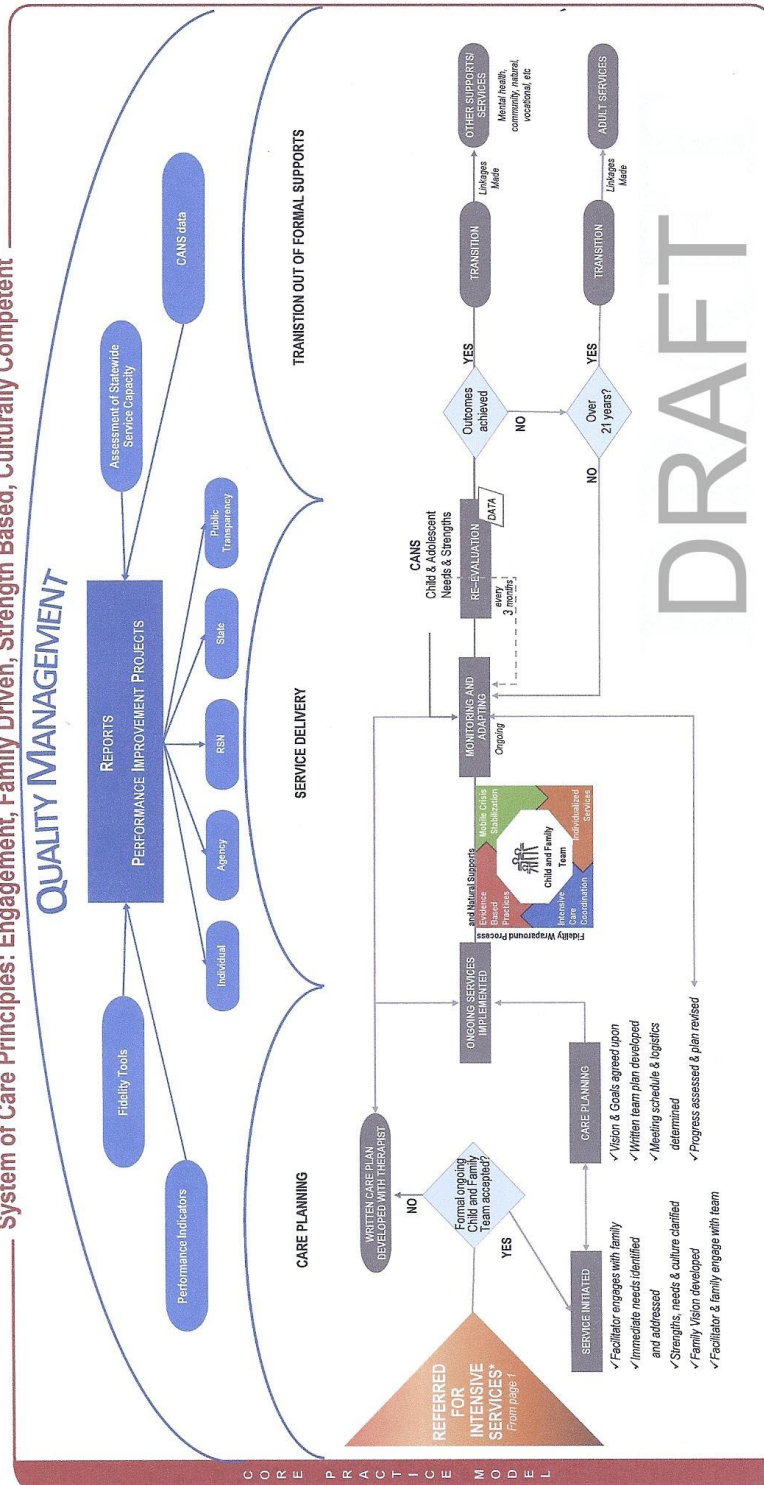 System of Care Principles: Engagement, Family Driven, Strength Based, Culturally Competent
QUALITY MANAGEMENT
Performance Indicators
Fidelity Tools
REPORTS
PERFORMANCE IMPROVEMENT PROJECTS
Assessment of Statewide
Service Capacity
CANS data
Individual
Agency
RSN
State
Public
Transparency
CARE PLANNING
SERVICE DELIVERY
TRANISTION OUT OF FORMAL SUPPORTS
CORE PRACTICE MODEL
REFERRED
FOR
INTENSIVE
SERVICES*
From page 1
WRITTEN CARE PLAN
DEVELOPED WITH THERAPIST
NO
Formal ongoing
Child and Family
Team accepted?
YES
SERVICE INITIATED
✓Facilitator engages with family
✓Immediate needs identified
and addressed
✓Strengths, needs & culture clarified
✓Family Vision developed
✓Facilitator & family engage with team
CARE PLANNING
✓Vision & Goals agreed upon
✓Written team plan developed
✓Meeting schedule & logistics
determined
✓Progress assessed & plan revised
ONGOING SERVICES
IMPLEMENTED
Fidelity Wraparound Process
and Natural Supports
Evidence
Based
Practices
Mobile Crisis
Stabilization
Child and Family
Team
Intensive
Care
Coordination
Individualized
Services
MONITORING AND
ADAPTING
Ongoing
CANS
Child & Adolescent
Needs & Strengths
RE–EVALUATION
DATA
every
3 months
Outcomes
achieved
YES
NO
TRANSITION
Linkages
Made
OTHER SUPPORTS/
SERVICES
Mental health,
community, natural,
vocational, etc
Over
21 years?
YES
NO
TRANSITION
Linkages
Made
ADULT SERVICES
DRAFT